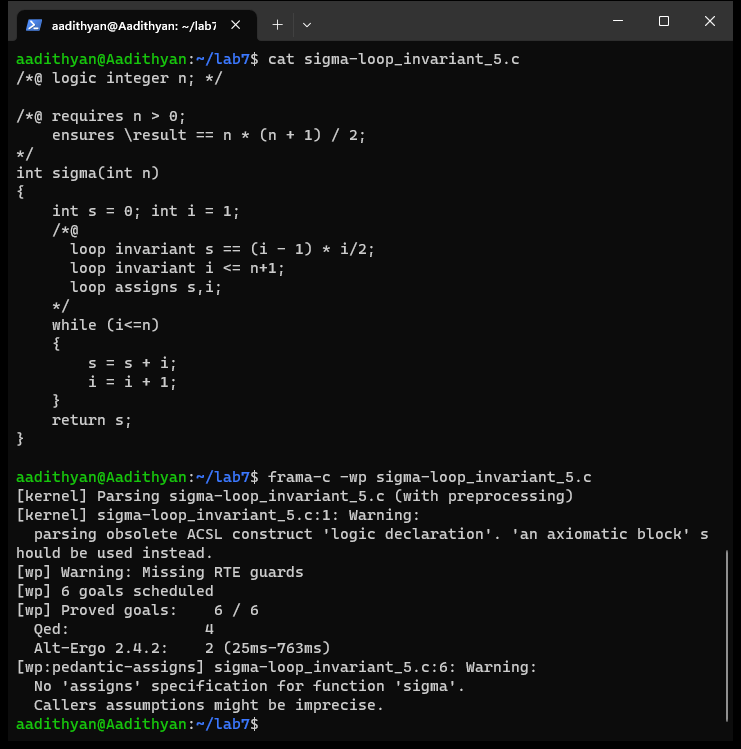 aadithyan@Aadithyan: ~/lab7
aadithyan@Aadithyan:~/lab7$ cat sigma-loop_invariant_5.c
/*@ logic integer n; */

/*@ requires n > 0;
    ensures \result == n * (n + 1) / 2;
*/
int sigma(int n)
{
    int s = 0; int i = 1;
    /*@
      loop invariant s == (i - 1) * i/2;
      loop invariant i <= n+1;
      loop assigns s,i;
    */
    while (i<=n)
    {
        s = s + i;
        i = i + 1;
    }
    return s;
}

aadithyan@Aadithyan:~/lab7$ frama-c -wp sigma-loop_invariant_5.c
[kernel] Parsing sigma-loop_invariant_5.c (with preprocessing)
[kernel] sigma-loop_invariant_5.c:1: Warning:
  parsing obsolete ACSL construct 'logic declaration'. 'an axiomatic block' s
hould be used instead.
[wp] Warning: Missing RTE guards
[wp] 6 goals scheduled
[wp] Proved goals:    6 / 6
  Qed:               4
  Alt-Ergo 2.4.2:    2 (25ms-763ms)
[wp:pedantic-assigns] sigma-loop_invariant_5.c:6: Warning:
  No 'assigns' specification for function 'sigma'.
  Callers assumptions might be imprecise.
aadithyan@Aadithyan:~/lab7$